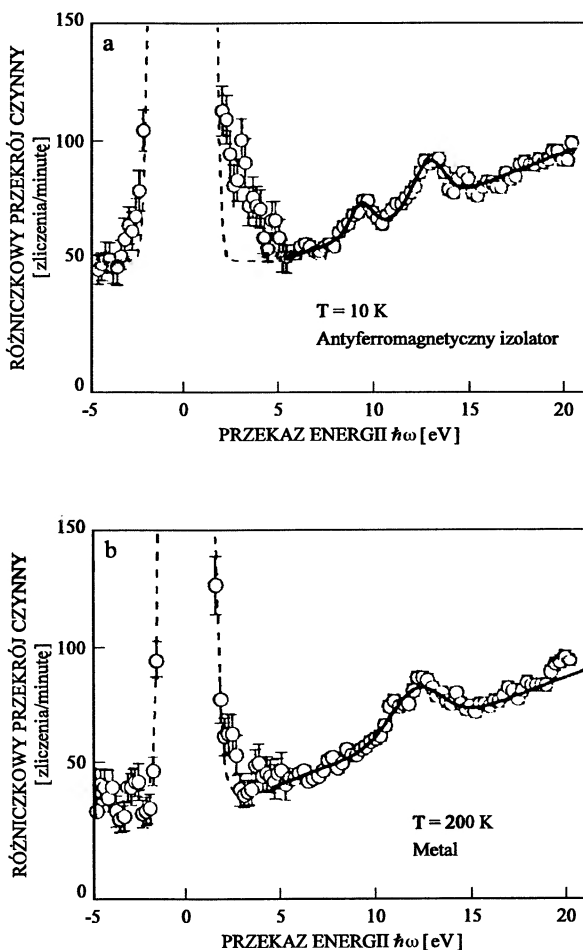 RÓŻNICZKOWY PRZEKRÓJ CZYNNY
[zliczenia/minutę]
150
a
100
50
0
T = 10 K
Antyferromagnetyczny izolator
-5 0 5 10 15 20
PRZEKAZ ENERGII ħω [eV]
RÓŻNICZKOWY PRZEKRÓJ CZYNNY
[zliczenia/minutę]
150
b
100
50
0
T = 200 K
Metal
-5 0 5 10 15 20
PRZEKAZ ENERGII ħω [eV]